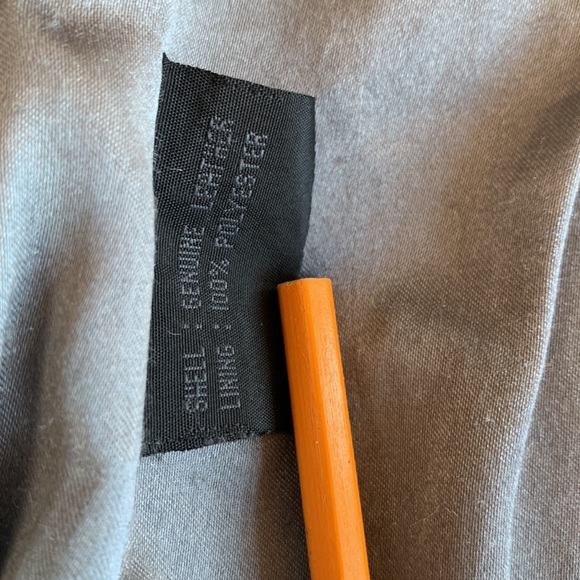 SHELL : GENUINE LEATHER
LINING : 100% POLYESTER